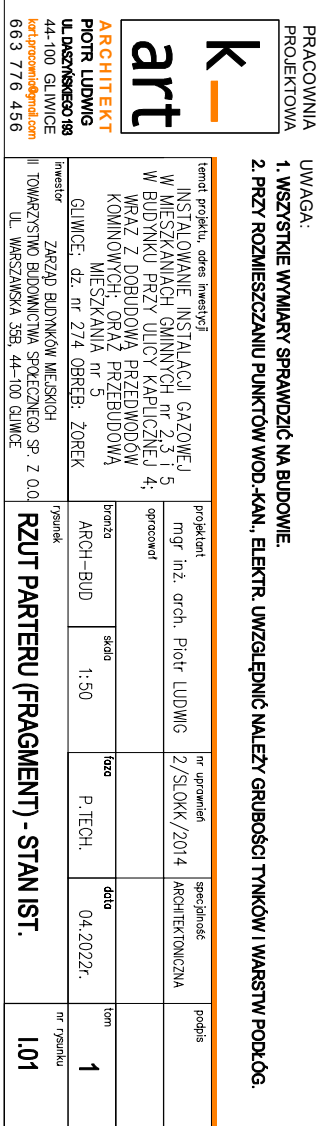 PRACOWNIA
PROJEKTOWA
k-
art
ARCHITEKT
PIOTR LUDWIG
UL. DASZYŃSKIEGO 193
44-100 GLIWICE
kart.pracownia@gmail.com
663 776 456
UWAGA:
1. WSZYSTKIE WYMIARY SPRAWDZIĆ NA BUDOWIE.
2. PRZY ROZMIESZCZANIU PUNKTÓW WOD.-KAN., ELEKTR. UWZGLĘDNIĆ NALEŻY GRUBOŚCI TYNKÓW I WARSTW PODŁÓG.
temat projektu, adres inwestycji
INSTALOWANIE INSTALACJI GAZOWEJ
W MIESZKANIACH GMINNYCH nr 2,3 i 5
W BUDYNKU PRZY ULICY KAPLICZNEJ 4;
WRAZ Z DOBUDOWĄ PRZEDWODÓW
KOMINOWYCH; ORAZ PRZEBUDOWĄ
MIESZKANIA nr 5
GLIWICE; dz. nr 274 OBRĘB: ŻOREK
inwestor
ZARZĄD BUDYNKÓW MIEJSKICH
II TOWARZYSTWO BUDOWNICTWA SPOŁECZNEGO SP. Z O.O.
UL. WARSZAWSKA 35B, 44-100 GLIWICE
projektant
mgr inż. arch. Piotr LUDWIG
nr uprawnień
2/SLOKK/2014
specjalność
ARCHITEKTONICZNA
podpis
opracował
branża
ARCH-BUD
skala
1:50
faza
P.TECH.
data
04.2022r.
tom
1
rysunek
RZUT PARTERU (FRAGMENT) - STAN IST.
nr rysunku
I.01